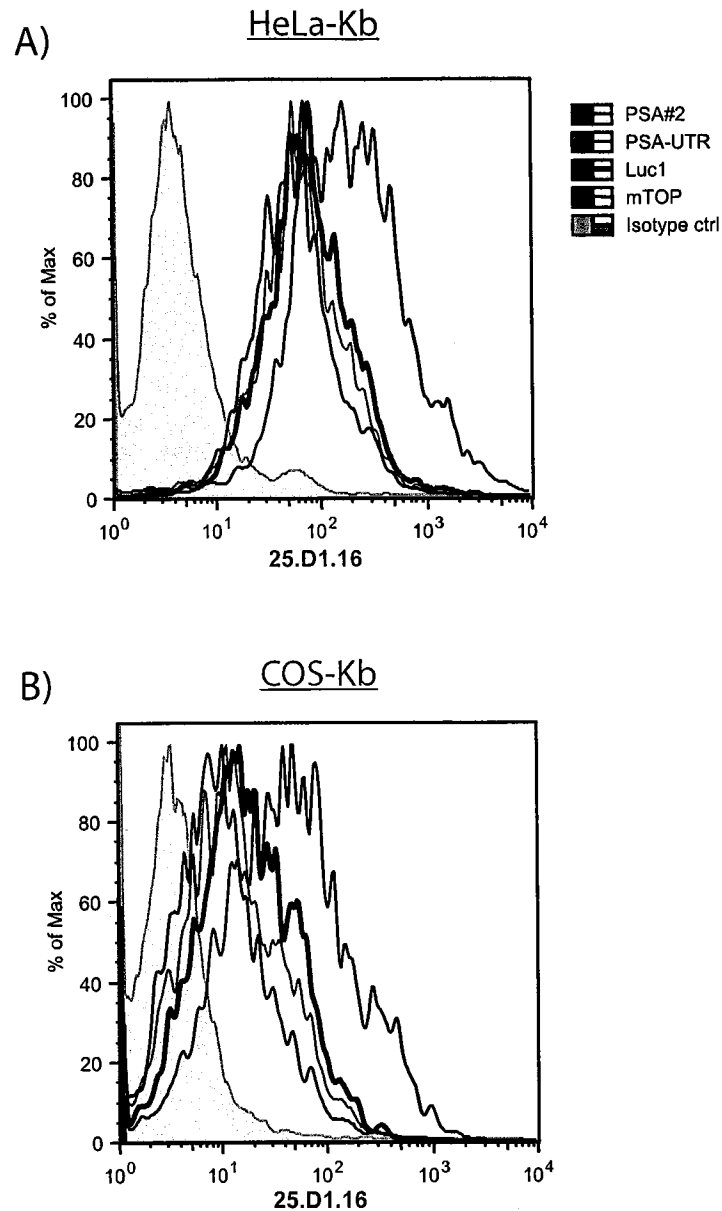 A)
HeLa-Kb
100
80
60
40
20
0
% of Max
10^0
10^1
10^2
10^3
10^4
25.D1.16
PSA#2
PSA-UTR
Luc1
mTOP
Isotype ctrl
B)
COS-Kb
100
80
60
40
20
0
% of Max
10^0
10^1
10^2
10^3
10^4
25.D1.16